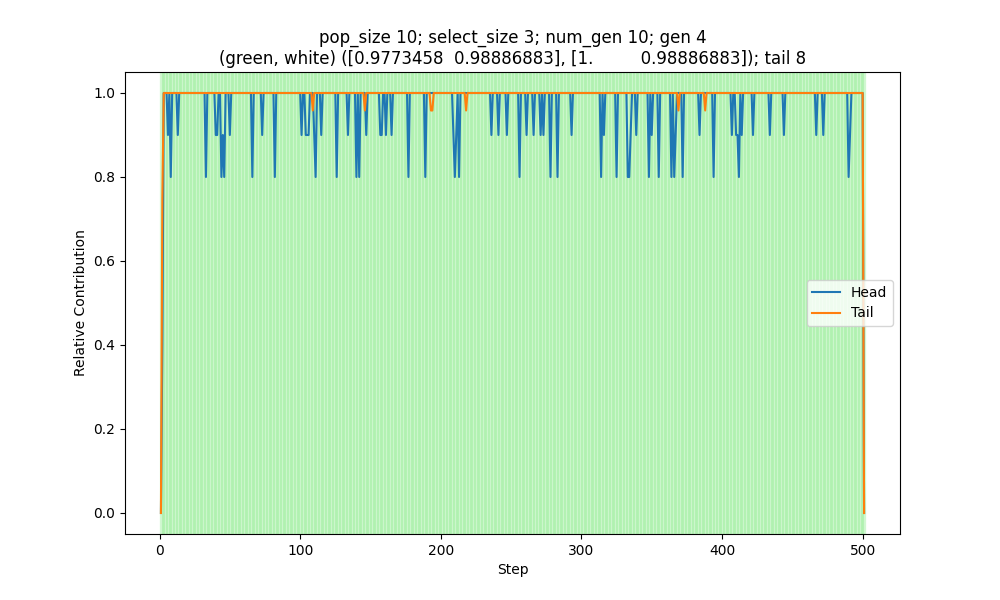 pop_size 10; select_size 3; num_gen 10; gen 4
(green, white) ([0.9773458  0.98886883], [1.         0.98886883]); tail 8
1.0
0.8
0.6
0.4
0.2
0.0
Relative Contribution
Head
Tail
0 100 200 300 400 500
Step